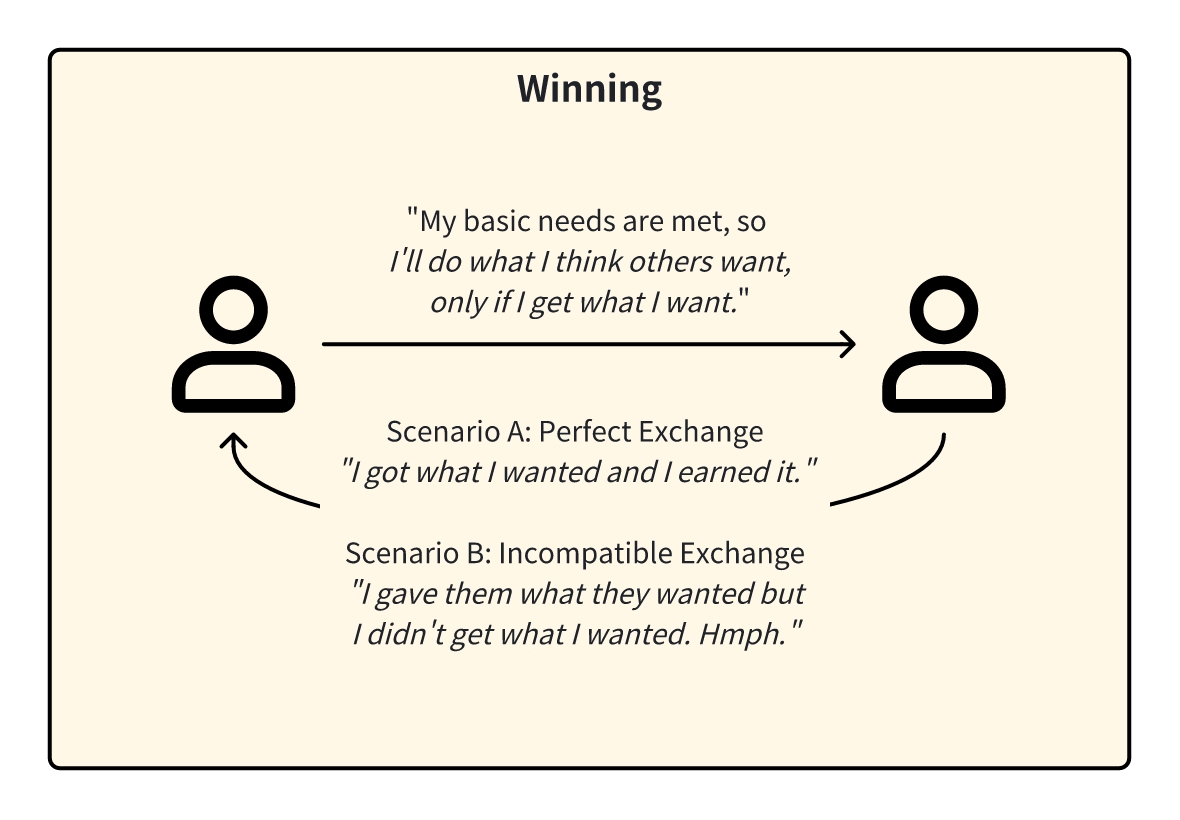 Winning
"My basic needs are met, so
I'll do what I think others want,
only if I get what I want."
Scenario A: Perfect Exchange
"I got what I wanted and I earned it."
Scenario B: Incompatible Exchange
"I gave them what they wanted but
I didn't get what I wanted. Hmph."